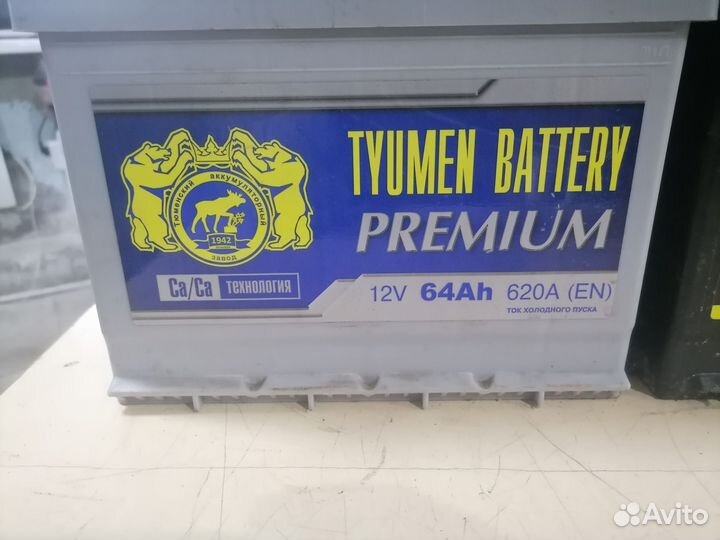 TYUMEN BATTERY
PREMIUM
Тюменский аккумуляторный
1942
завод
Ca/Ca ТЕХНОЛОГИЯ
12V 64Ah 620A (EN)
ТОК ХОЛОДНОГО ПУСКА
Avito